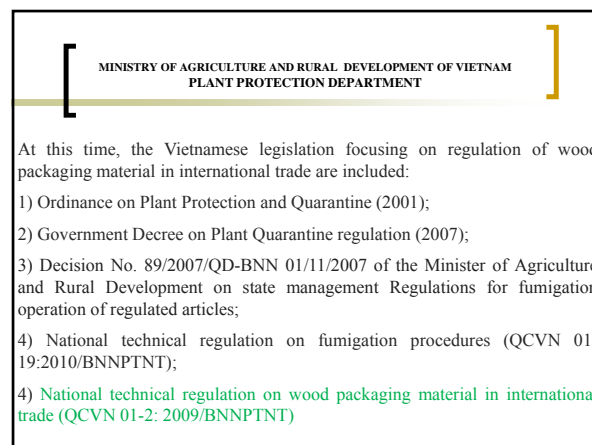 MINISTRY OF AGRICULTURE AND RURAL DEVELOPMENT OF VIETNAM
PLANT PROTECTION DEPARTMENT
At this time, the Vietnamese legislation focusing on regulation of wood
packaging material in international trade are included:
1) Ordinance on Plant Protection and Quarantine (2001);
2) Government Decree on Plant Quarantine regulation (2007);
3) Decision No. 89/2007/QD-BNN 01/11/2007 of the Minister of Agriculture
and Rural Development on state management Regulations for fumigation
operation of regulated articles;
4) National technical regulation on fumigation procedures (QCVN 01
19:2010/BNNPTNT);
4) National technical regulation on wood packaging material in internationa
trade (QCVN 01-2: 2009/BNNPTNT)